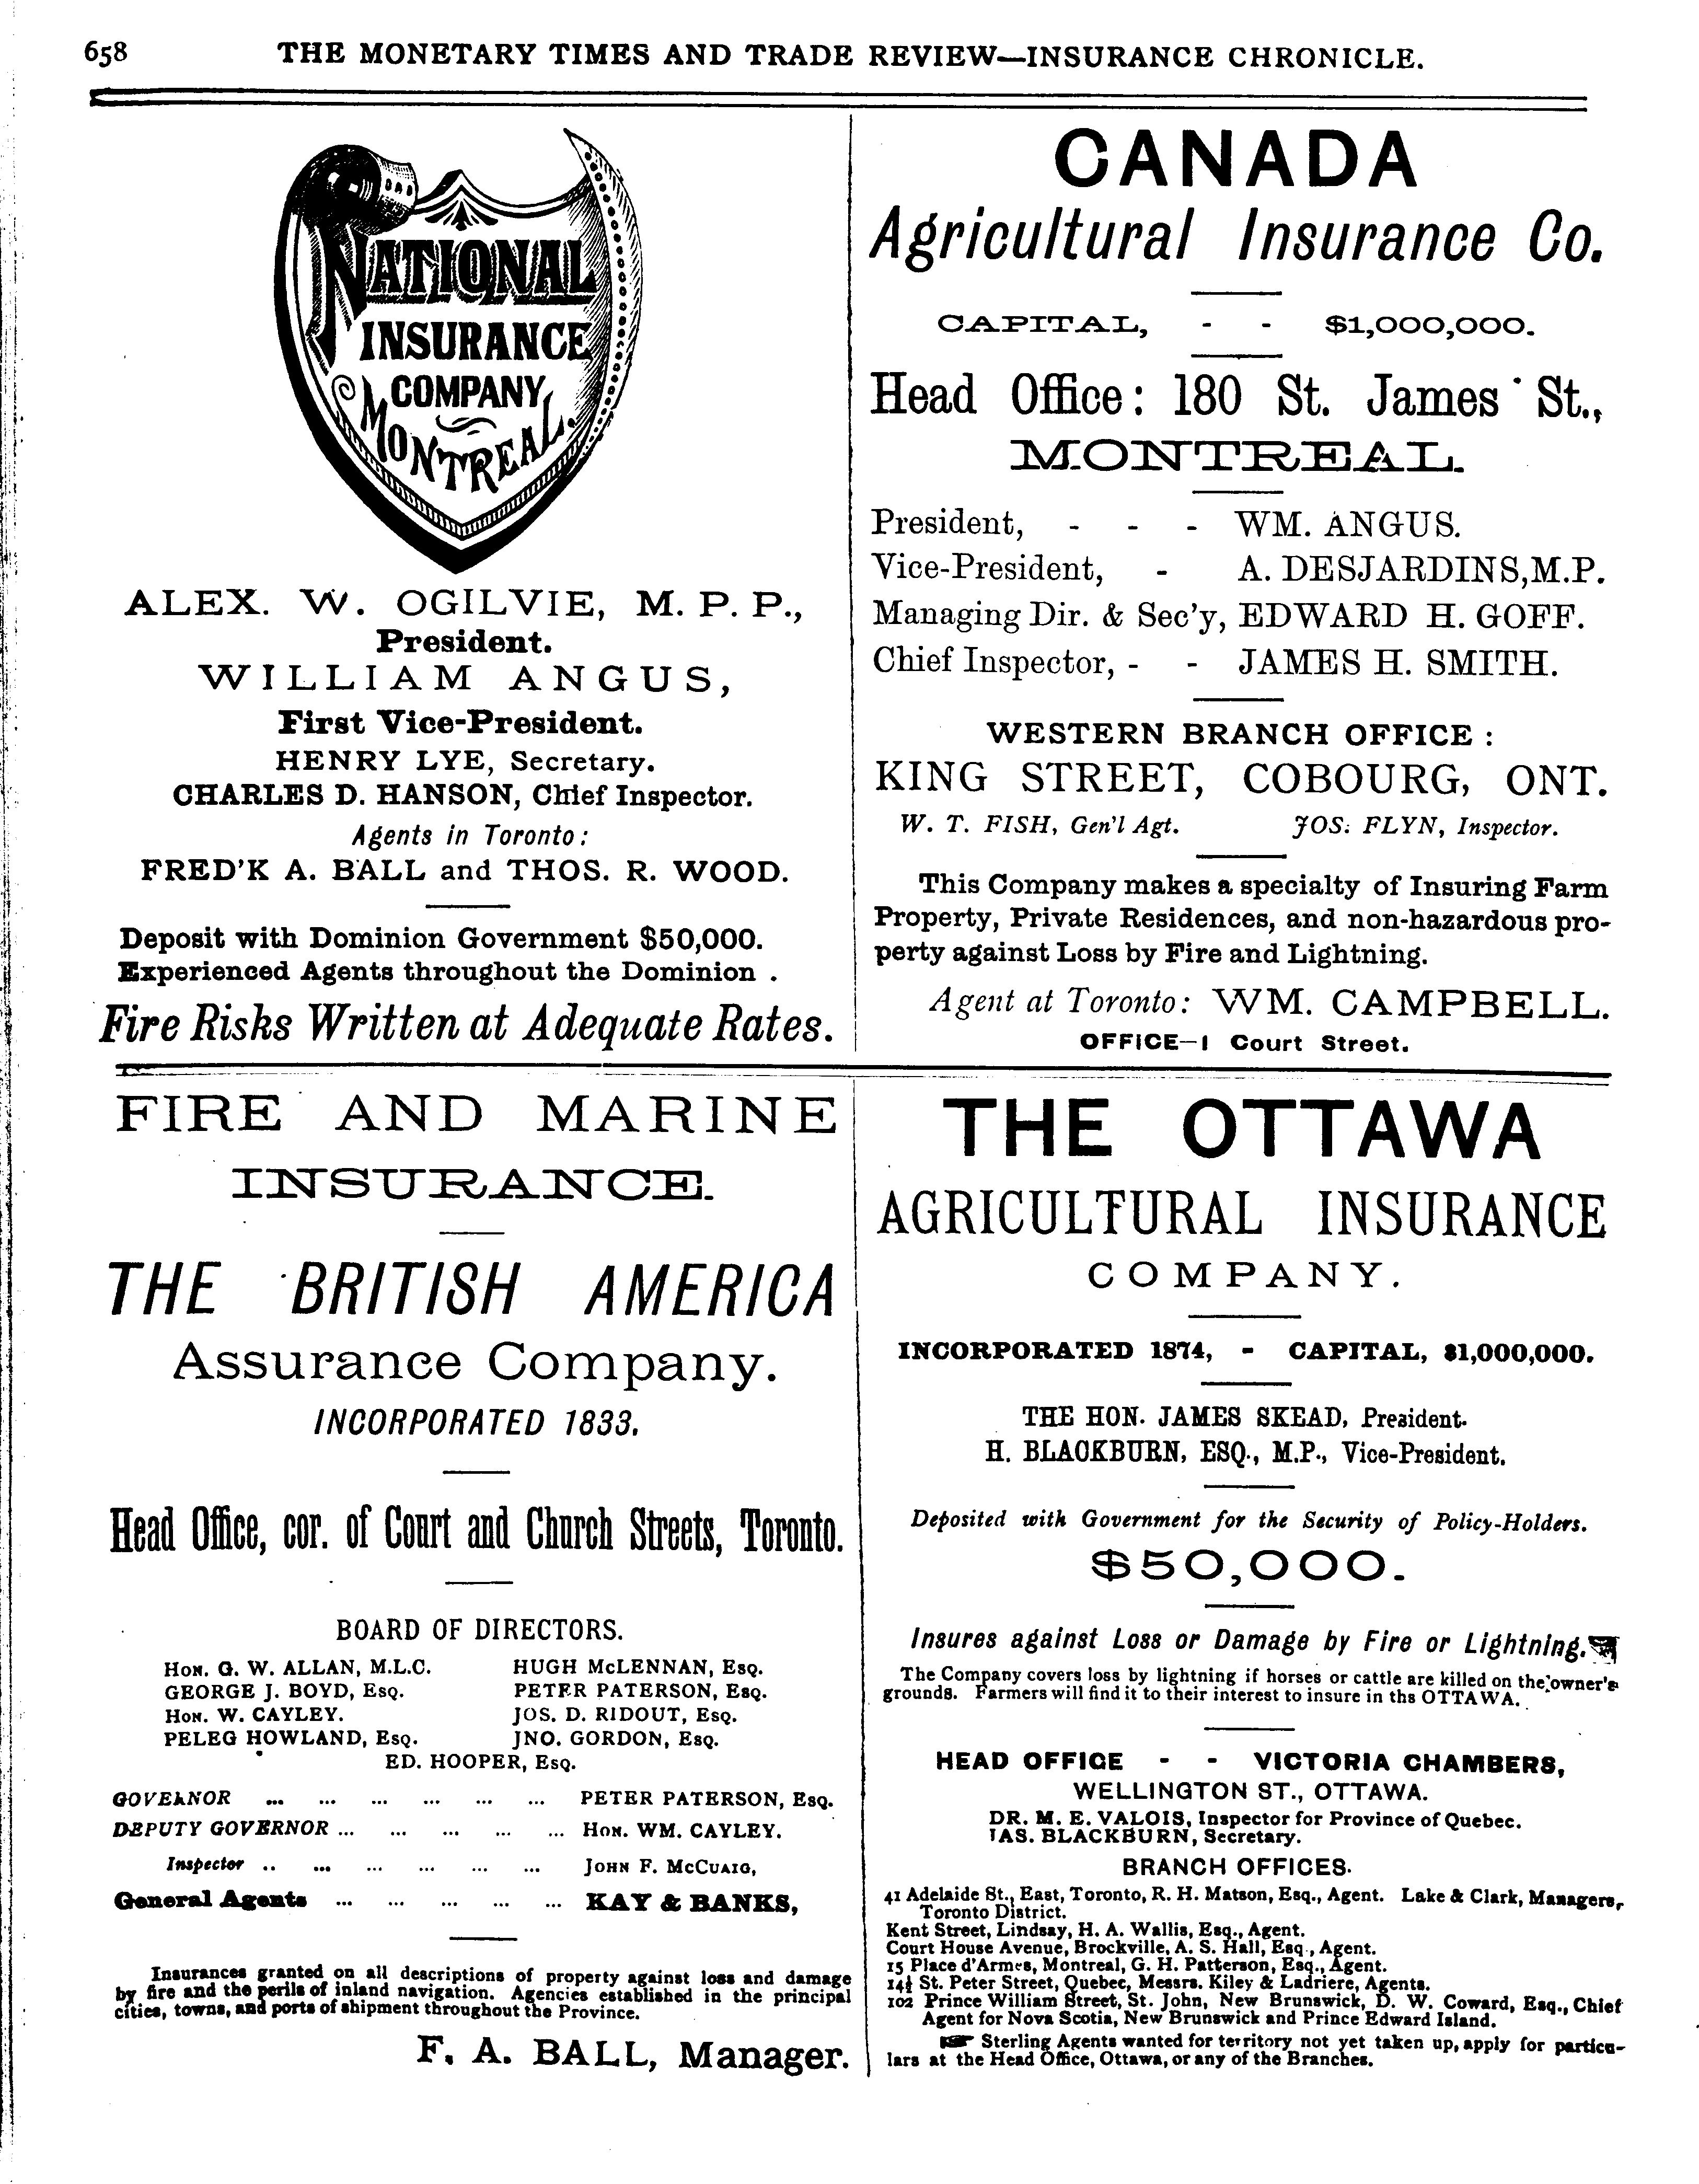 658 THE MONETARY TIMES AND TRADE REVIEW—INSURANCE CHRONICLE.
NATIONAL
INSURANCE
COMPANY
MONTREAL.
ALEX. W. OGILVIE, M. P. P.,
President.
WILLIAM ANGUS,
First Vice-President.
HENRY LYE, Secretary.
CHARLES D. HANSON, Chief Inspector.
Agents in Toronto:
FRED'K A. BALL and THOS. R. WOOD.
Deposit with Dominion Government $50,000.
Experienced Agents throughout the Dominion .
Fire Risks Written at Adequate Rates.
CANADA
Agricultural Insurance Co.
CAPITAL, - - $1,000,000.
Head Office: 180 St. James St.,
MONTREAL.
President, - - - WM. ANGUS.
Vice-President, - A. DESJARDINS,M.P.
Managing Dir. & Sec'y, EDWARD H. GOFF.
Chief Inspector, - - JAMES H. SMITH.
WESTERN BRANCH OFFICE :
KING STREET, COBOURG, ONT.
W. T. FISH, Gen'l Agt. JOS. FLYN, Inspector.
This Company makes a specialty of Insuring Farm
Property, Private Residences, and non-hazardous pro-
perty against Loss by Fire and Lightning.
Agent at Toronto: WM. CAMPBELL.
OFFICE—1 Court Street.
FIRE AND MARINE
INSURANCE.
THE BRITISH AMERICA
Assurance Company.
INCORPORATED 1833.
Head Office, cor. of Court and Church Streets, Toronto.
BOARD OF DIRECTORS.
HON. G. W. ALLAN, M.L.C. HUGH McLENNAN, ESQ.
GEORGE J. BOYD, ESQ. PETER PATERSON, ESQ.
HON. W. CAYLEY. JOS. D. RIDOUT, ESQ.
PELEG HOWLAND, ESQ. JNO. GORDON, ESQ.
ED. HOOPER, ESQ.
GOVERNOR ... ... ... ... ... ... PETER PATERSON, ESQ.
DEPUTY GOVERNOR ... ... ... ... ... HON. WM. CAYLEY.
Inspector .. ... ... ... ... ... JOHN F. McCUAIG,
General Agents ... ... ... ... ... KAY & BANKS,
Insurances granted on all descriptions of property against loss and damage
by fire and the perils of inland navigation. Agencies established in the principal
cities, towns, and ports of shipment throughout the Province.
F. A. BALL, Manager.
THE OTTAWA
AGRICULTURAL INSURANCE
COMPANY.
INCORPORATED 1874, - CAPITAL, $1,000,000.
THE HON. JAMES SKEAD, President.
H. BLACKBURN, ESQ., M.P., Vice-President.
Deposited with Government for the Security of Policy-Holders.
$50,000.
Insures against Loss or Damage by Fire or Lightning.
The Company covers loss by lightning if horses or cattle are killed on the owner's
grounds. Farmers will find it to their interest to insure in ths OTTAWA.
HEAD OFFICE - - VICTORIA CHAMBERS,
WELLINGTON ST., OTTAWA.
DR. M. E. VALOIS, Inspector for Province of Quebec.
JAS. BLACKBURN, Secretary.
BRANCH OFFICES.
41 Adelaide St., East, Toronto, R. H. Matson, Esq., Agent. Lake & Clark, Managers,
Toronto District.
Kent Street, Lindsay, H. A. Wallis, Esq., Agent.
Court House Avenue, Brockville, A. S. Hall, Esq., Agent.
15 Place d'Armes, Montreal, G. H. Patterson, Esq., Agent.
14½ St. Peter Street, Quebec, Messrs. Kiley & Ladriere, Agents.
102 Prince William Street, St. John, New Brunswick, D. W. Coward, Esq., Chief
Agent for Nova Scotia, New Brunswick and Prince Edward Island.
☞ Sterling Agents wanted for territory not yet taken up, apply for particu-
lars at the Head Office, Ottawa, or any of the Branches.